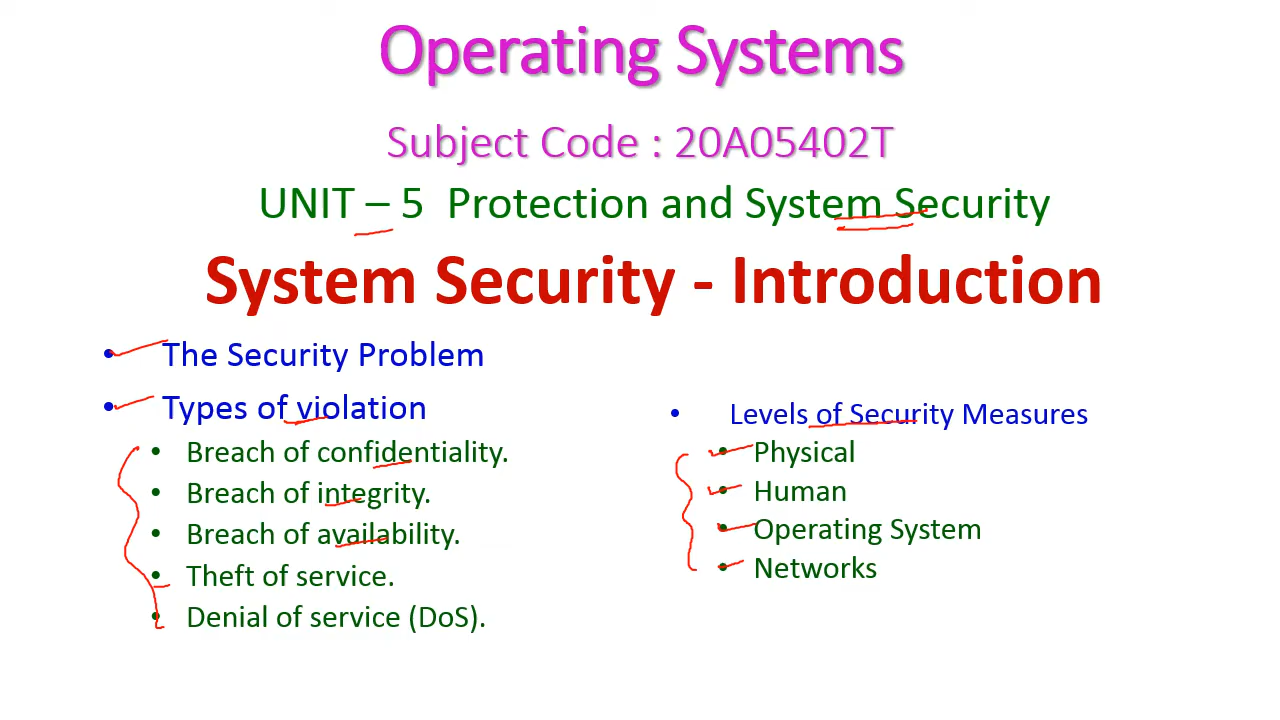 Operating Systems
Subject Code : 20A05402T
UNIT – 5 Protection and System Security
System Security - Introduction
• The Security Problem
• Types of violation
• Breach of confidentiality.
• Breach of integrity.
• Breach of availability.
• Theft of service.
• Denial of service (DoS).
• Levels of Security Measures
• Physical
• Human
• Operating System
• Networks